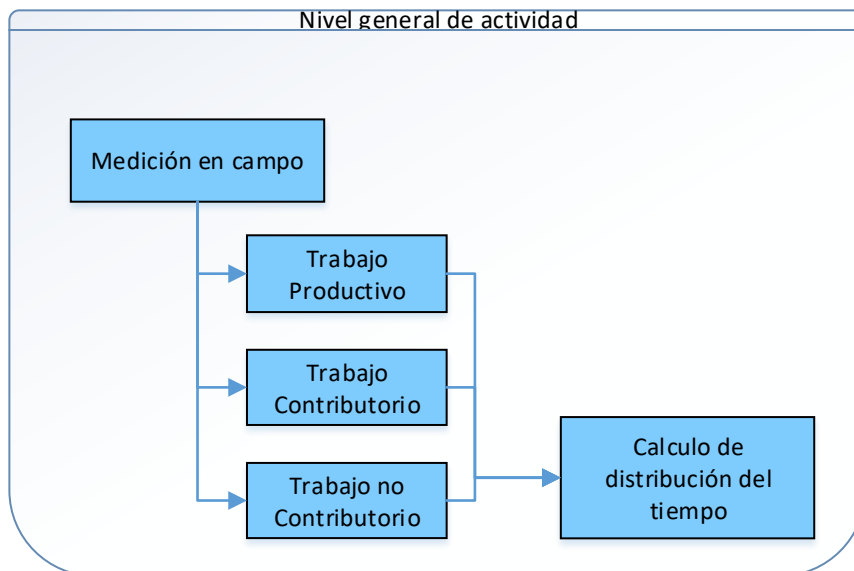 Nivel general de actividad
Medición en campo
Trabajo
Productivo
Trabajo
Contributorio
Trabajo no
Contributorio
Calculo de
distribución del
tiempo